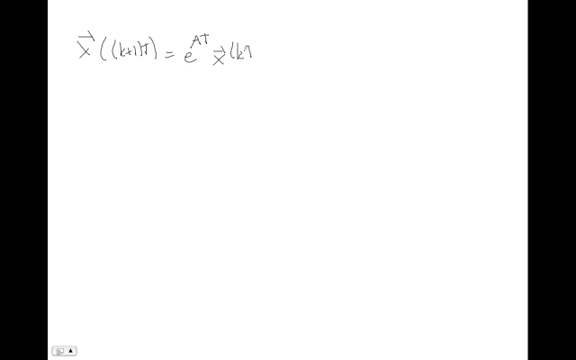 x⃗((k+1)T) = e^{AT} x⃗(kT